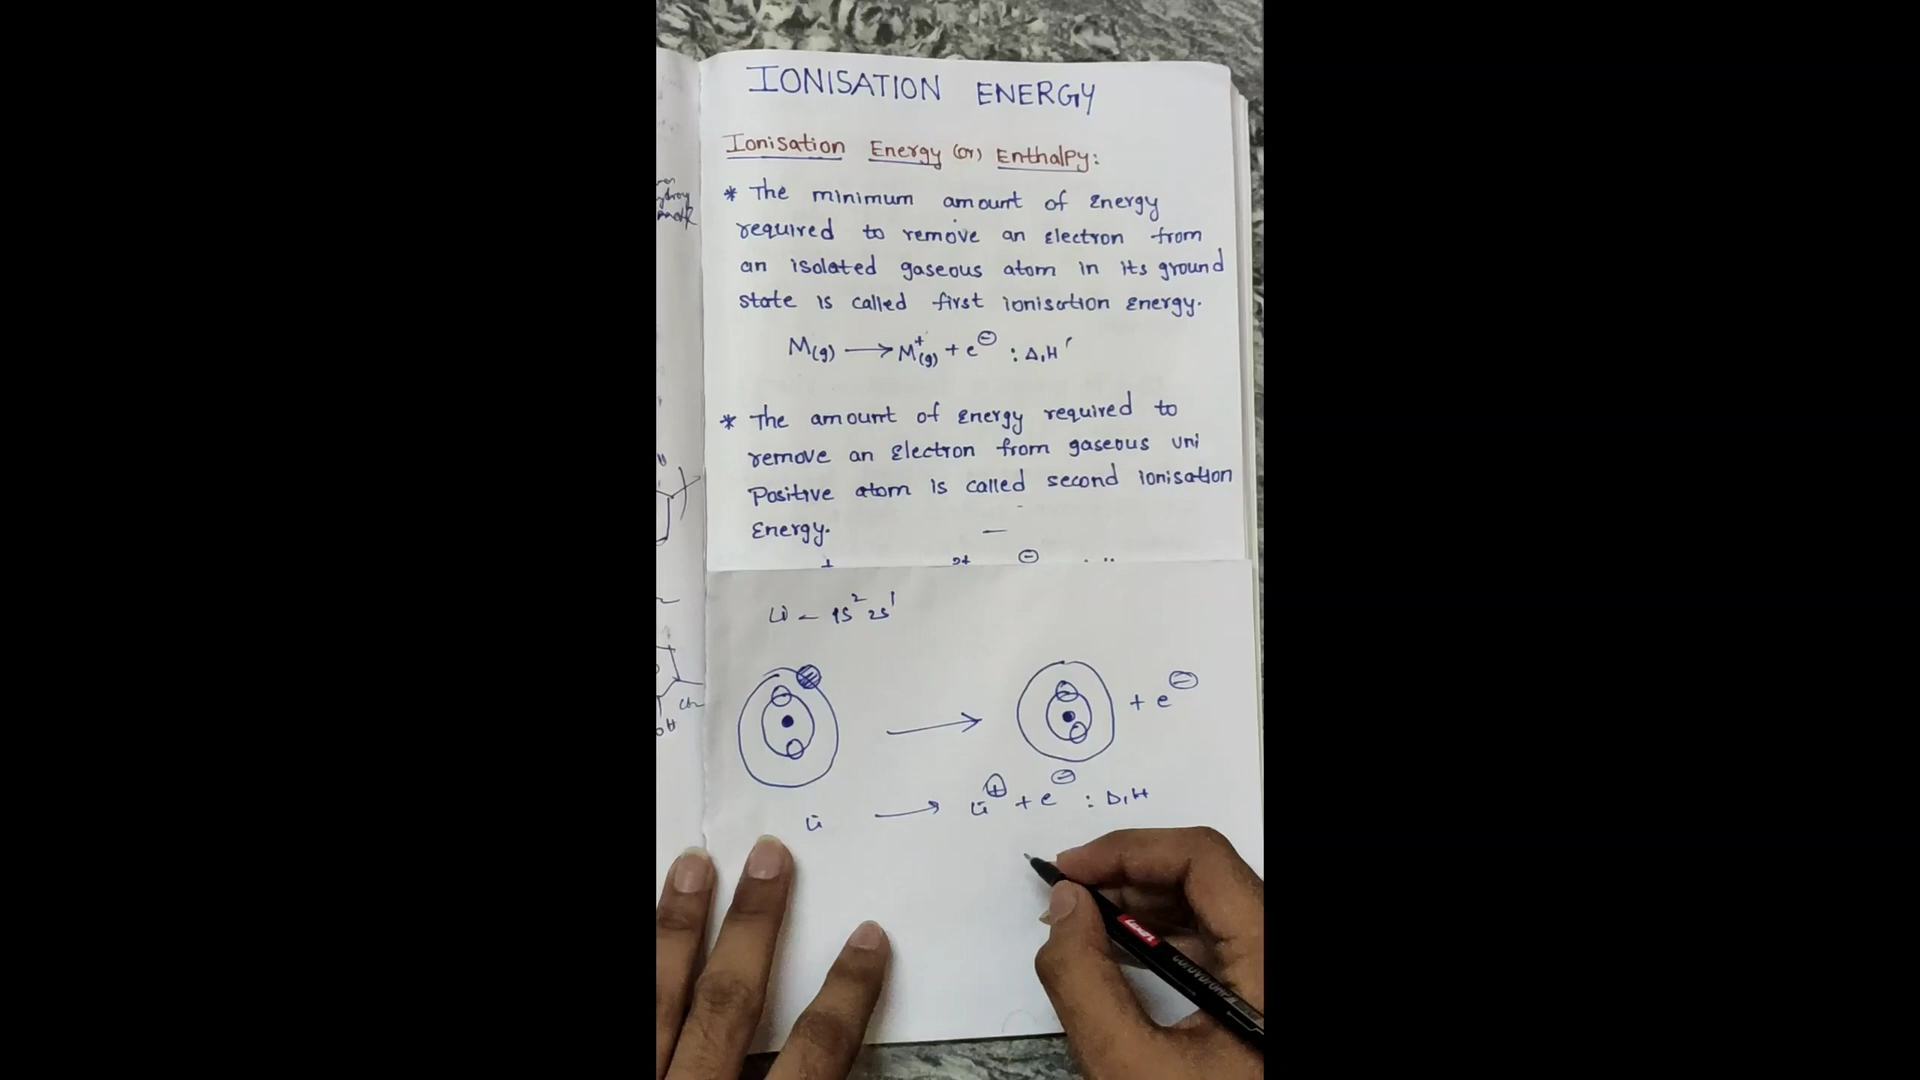 IONISATION ENERGY
Ionisation Energy (or) Enthalpy:
* The minimum amount of Energy
required to remove an Electron from
an isolated gaseous atom in its ground
state is called first ionisation Energy.
M(g) ⟶ M⁺(g) + e⊖ : Δ₁H
* The amount of Energy required to
remove an Electron from gaseous uni
Positive atom is called second ionisation
Energy.
Li - 1s² 2s¹
+ e⊖
Li ⟶ Li⊕ + e⊖ : Δ₁H